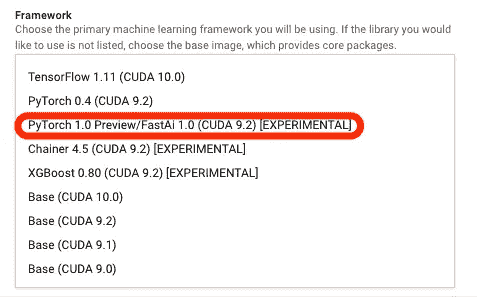 Framework
Choose the primary machine learning framework you will be using. If the library you would
like to use is not listed, choose the base image, which provides core packages.
TensorFlow 1.11 (CUDA 10.0)
PyTorch 0.4 (CUDA 9.2)
PyTorch 1.0 Preview/FastAi 1.0 (CUDA 9.2) [EXPERIMENTAL]
Chainer 4.5 (CUDA 9.2) [EXPERIMENTAL]
XGBoost 0.80 (CUDA 9.2) [EXPERIMENTAL]
Base (CUDA 10.0)
Base (CUDA 9.2)
Base (CUDA 9.1)
Base (CUDA 9.0)